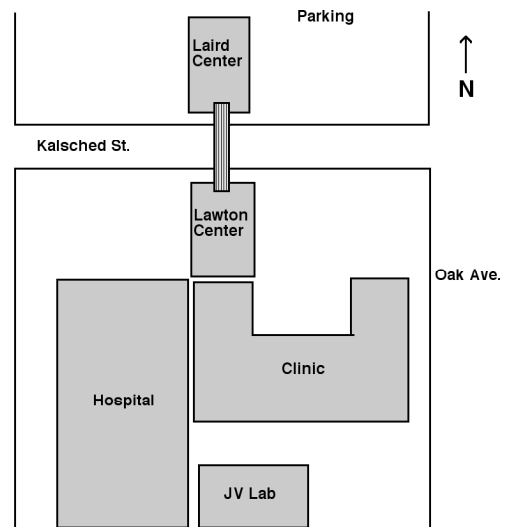 Parking
Laird
Center
N
Kalsched St.
Lawton
Center
Oak Ave.
Clinic
Hospital
JV Lab